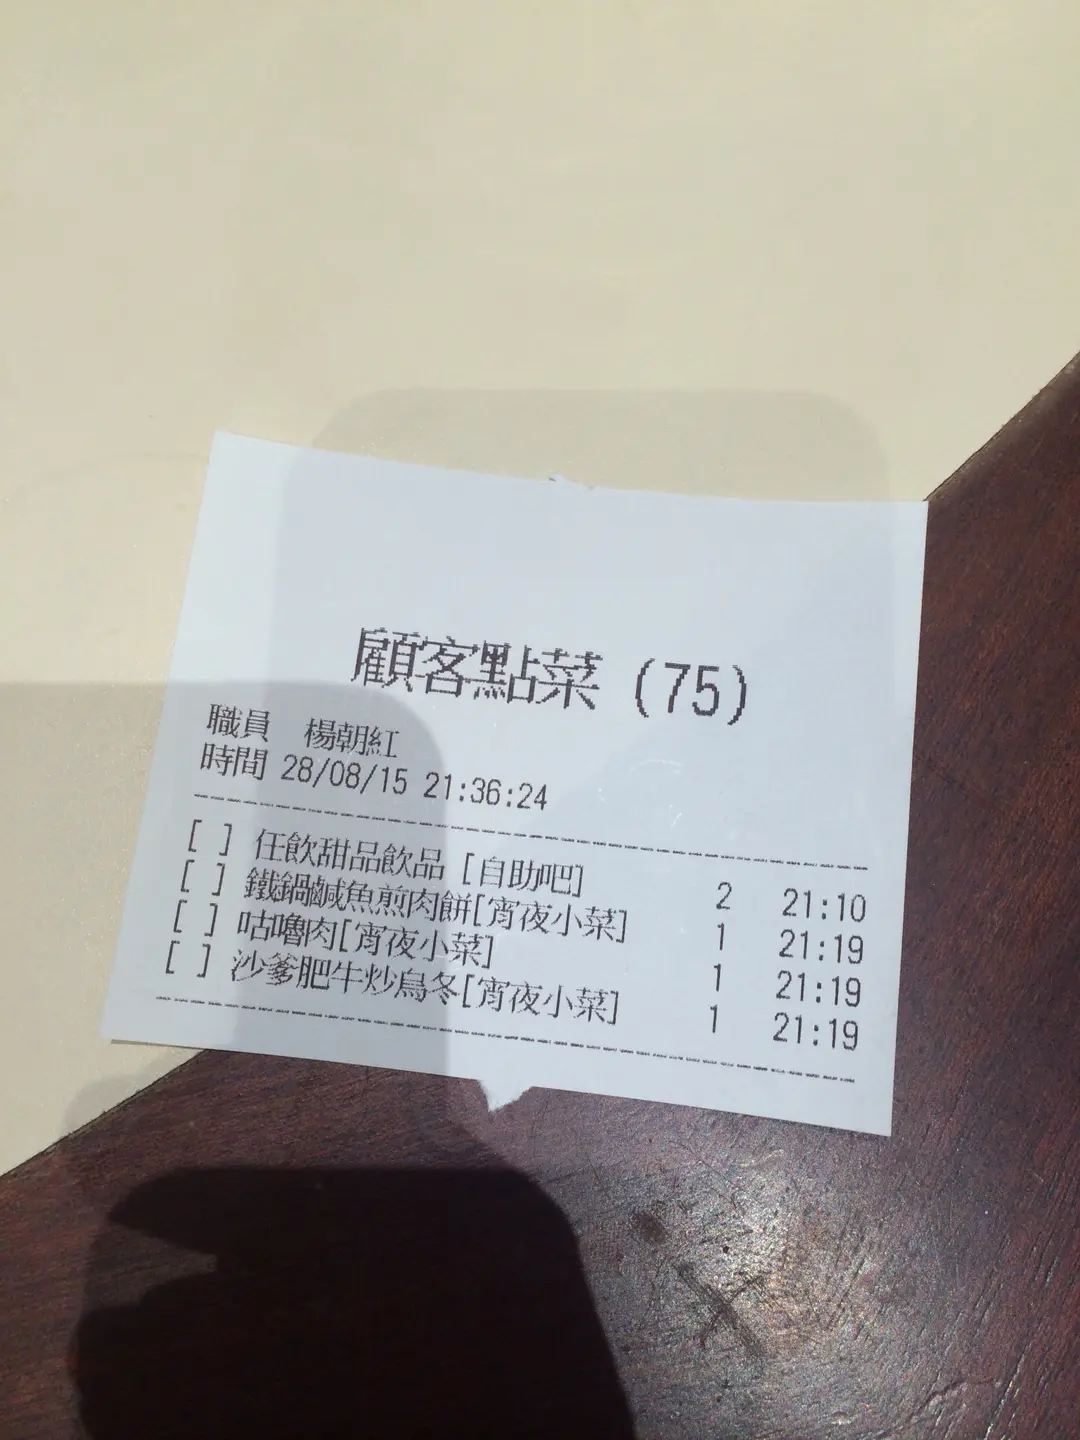 顧客點菜 (75)
職員 楊朝紅
時間 28/08/15 21:36:24
[ ] 任飲甜品飲品 [自助吧] 2 21:10
[ ] 鐵鍋鹹魚煎肉餅[宵夜小菜] 1 21:19
[ ] 咕嚕肉[宵夜小菜] 1 21:19
[ ] 沙爹肥牛炒烏冬[宵夜小菜] 1 21:19